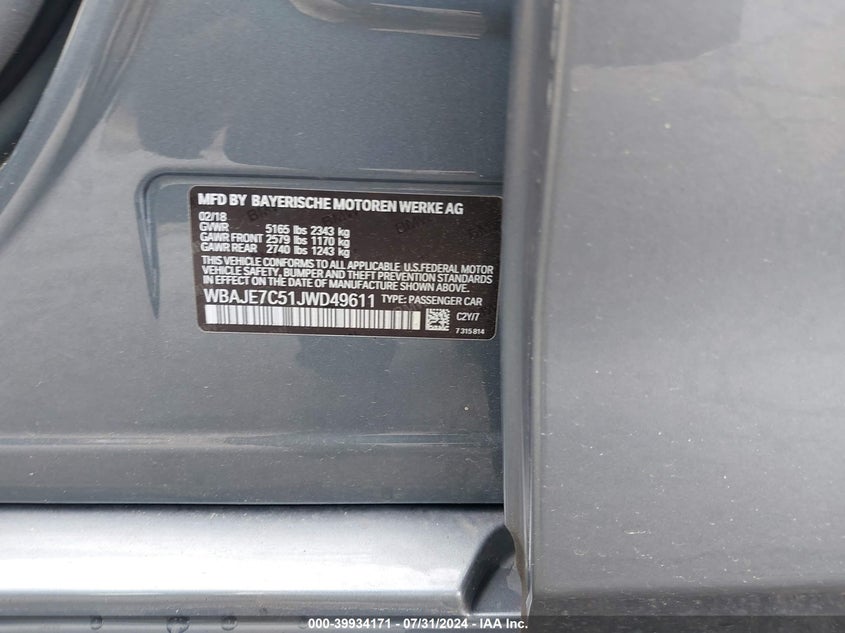 MFD BY BAYERISCHE MOTOREN WERKE AG
02/18
GVWR 5165 lbs 2343 kg
GAWR FRONT 2579 lbs 1170 kg
GAWR REAR 2740 lbs 1243 kg
THIS VEHICLE CONFORMS TO ALL APPLICABLE U.S.FEDERAL MOTOR
VEHICLE SAFETY, BUMPER, AND THEFT PREVENTION STANDARDS
IN EFFECT ON THE DATE OF MANUFACTURE SHOWN ABOVE.
WBAJE7C51JWD49611 TYPE: PASSENGER CAR
C2Y/7
7 315 814
000-39934171 - 07/31/2024 - IAA Inc.